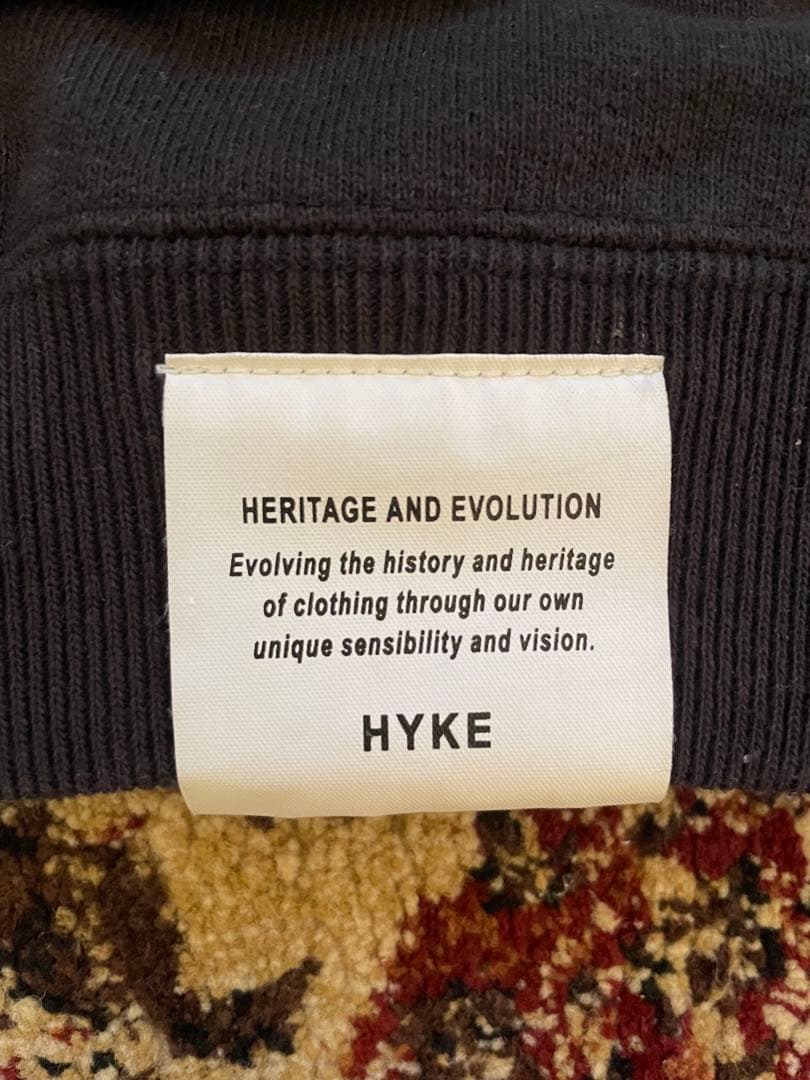 HERITAGE AND EVOLUTION
Evolving the history and heritage
of clothing through our own
unique sensibility and vision.
HYKE